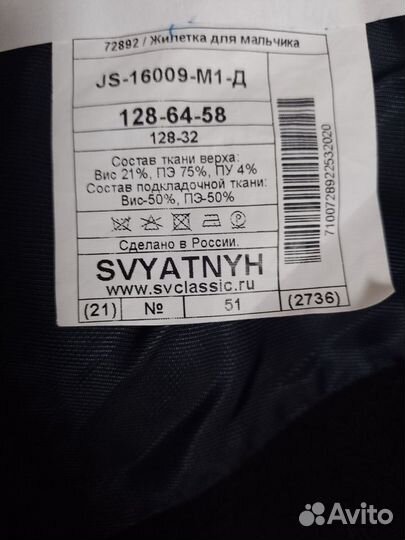 72892 / Жилетка для мальчика
JS-16009-М1-Д
128-64-58
128-32
Состав ткани верха:
Вис 21%, ПЭ 75%, ПУ 4%
Состав подкладочной ткани:
Вис-50%, ПЭ-50%
Сделано в России.
SVYATNYH
www.svclassic.ru
(21) № 51 (2736)
7100728922532020
Avito